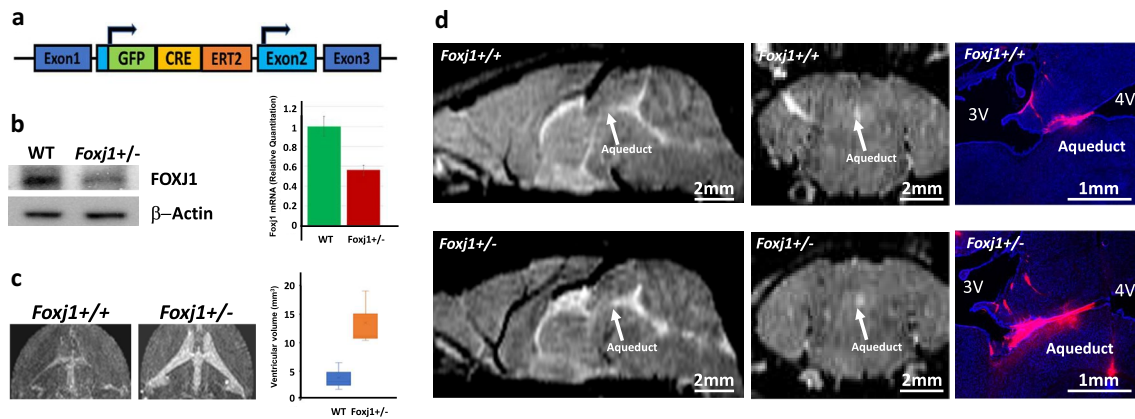 a
Exon1 GFP CRE ERT2 Exon2 Exon3
b
WT Foxj1+/-
FOXJ1
β–Actin
Foxj1 mRNA (Relative Quantitation)
1.2
1
0.8
0.6
0.4
0.2
0
WT Foxj1+/-
c
Foxj1+/+ Foxj1+/-
Ventricular volume (mm³)
20
15
10
5
0
WT Foxj1+/-
d
Foxj1+/+
Aqueduct
2mm
Foxj1+/+
Aqueduct
2mm
Foxj1+/+
3V 4V
Aqueduct
1mm
Foxj1+/-
Aqueduct
2mm
Foxj1+/-
Aqueduct
2mm
Foxj1+/-
3V 4V
Aqueduct
1mm